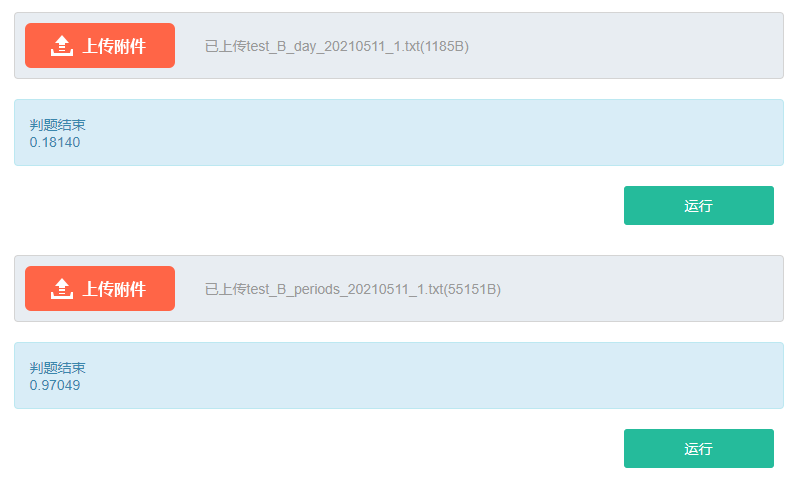 上传附件 已上传test_B_day_20210511_1.txt(1185B)
判题结束
0.18140
运行
上传附件 已上传test_B_periods_20210511_1.txt(55151B)
判题结束
0.97049
运行